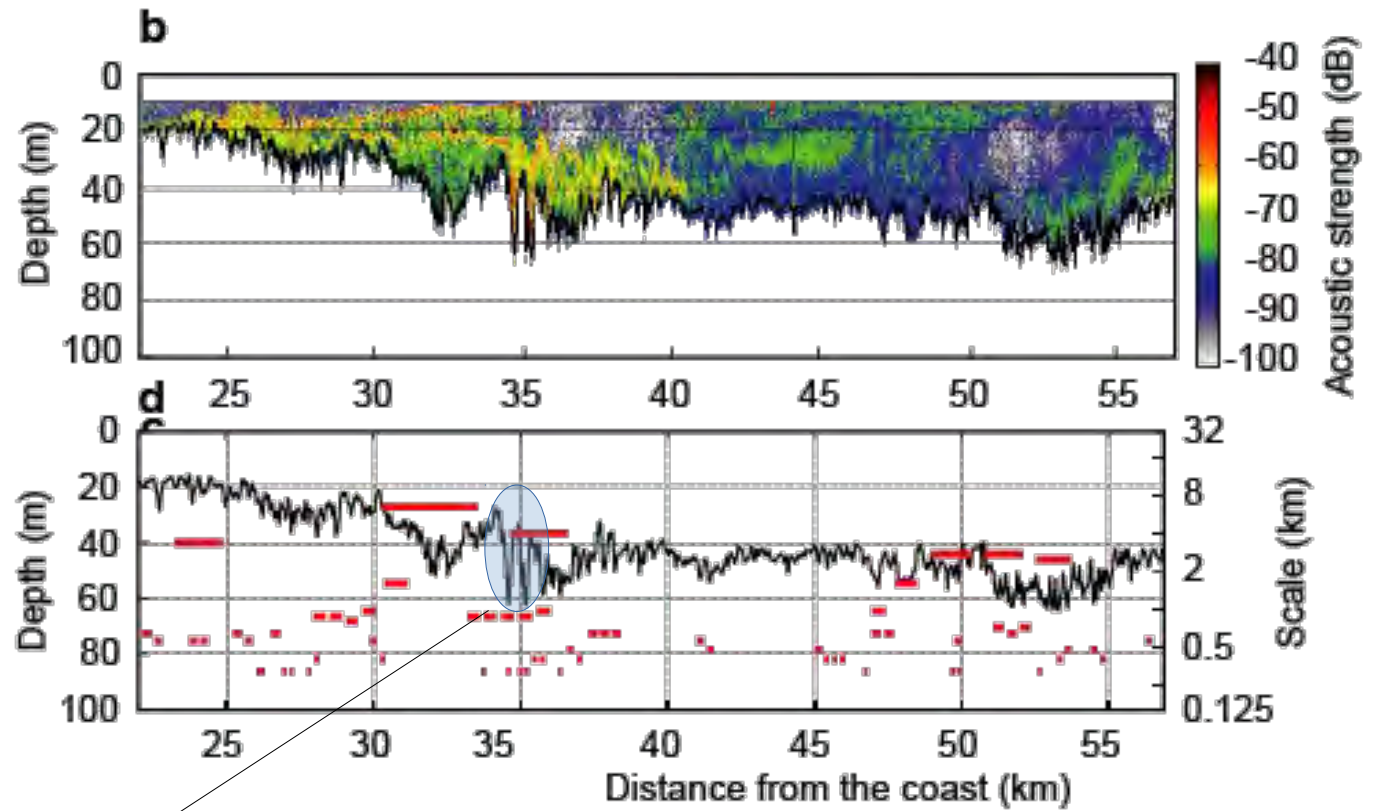 b
0
20
40
60
80
100
Depth (m)
25 30 35 40 45 50 55
-40
-50
-60
-70
-80
-90
-100
Acoustic strength (dB)
d
0
20
40
60
80
100
Depth (m)
32
8
2
0.5
0.125
Scale (km)
25 30 35 40 45 50 55
Distance from the coast (km)